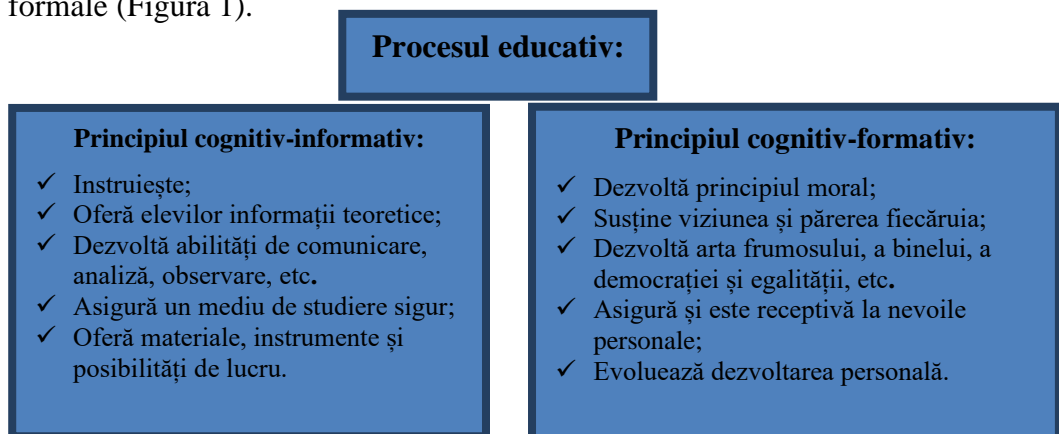 formale (Figura 1).
Procesul educativ:
Principiul cognitiv-informativ:
✓ Instruiește;
✓ Oferă elevilor informații teoretice;
✓ Dezvoltă abilități de comunicare,
analiză, observare, etc.
✓ Asigură un mediu de studiere sigur;
✓ Oferă materiale, instrumente și
posibilități de lucru.
Principiul cognitiv-formativ:
✓ Dezvoltă principiul moral;
✓ Susține viziunea și părerea fiecăruia;
✓ Dezvoltă arta frumosului, a binelui, a
democrației și egalității, etc.
✓ Asigură și este receptivă la nevoile
personale;
✓ Evoluează dezvoltarea personală.